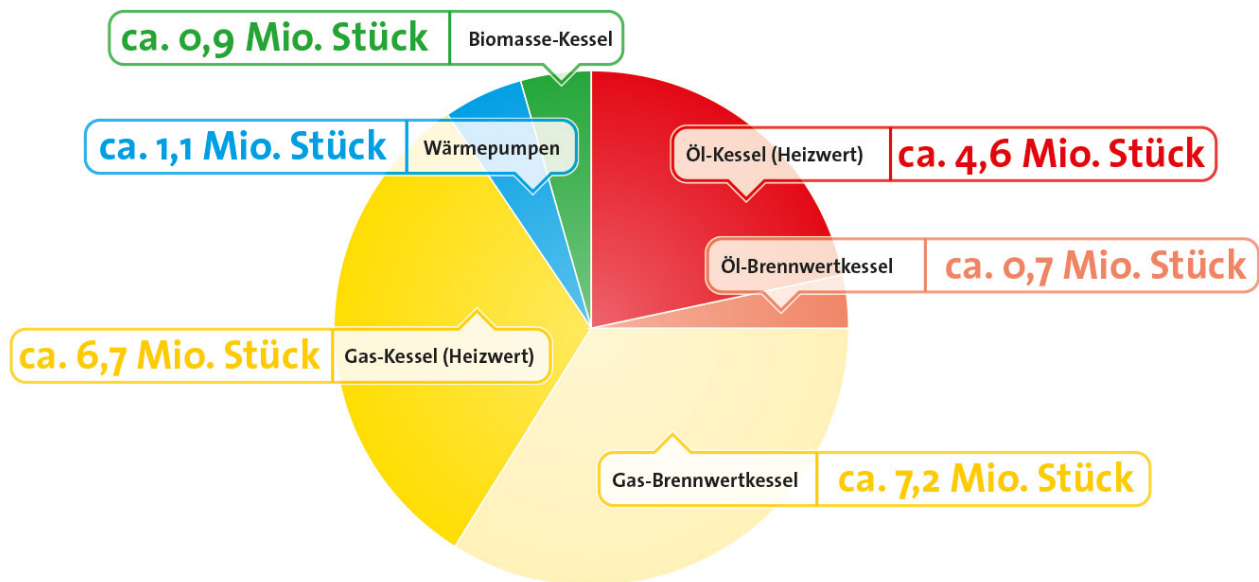 ca. 0,9 Mio. Stück Biomasse-Kessel
ca. 1,1 Mio. Stück Wärmepumpen
Öl-Kessel (Heizwert) ca. 4,6 Mio. Stück
Öl-Brennwertkessel ca. 0,7 Mio. Stück
ca. 6,7 Mio. Stück Gas-Kessel (Heizwert)
Gas-Brennwertkessel ca. 7,2 Mio. Stück